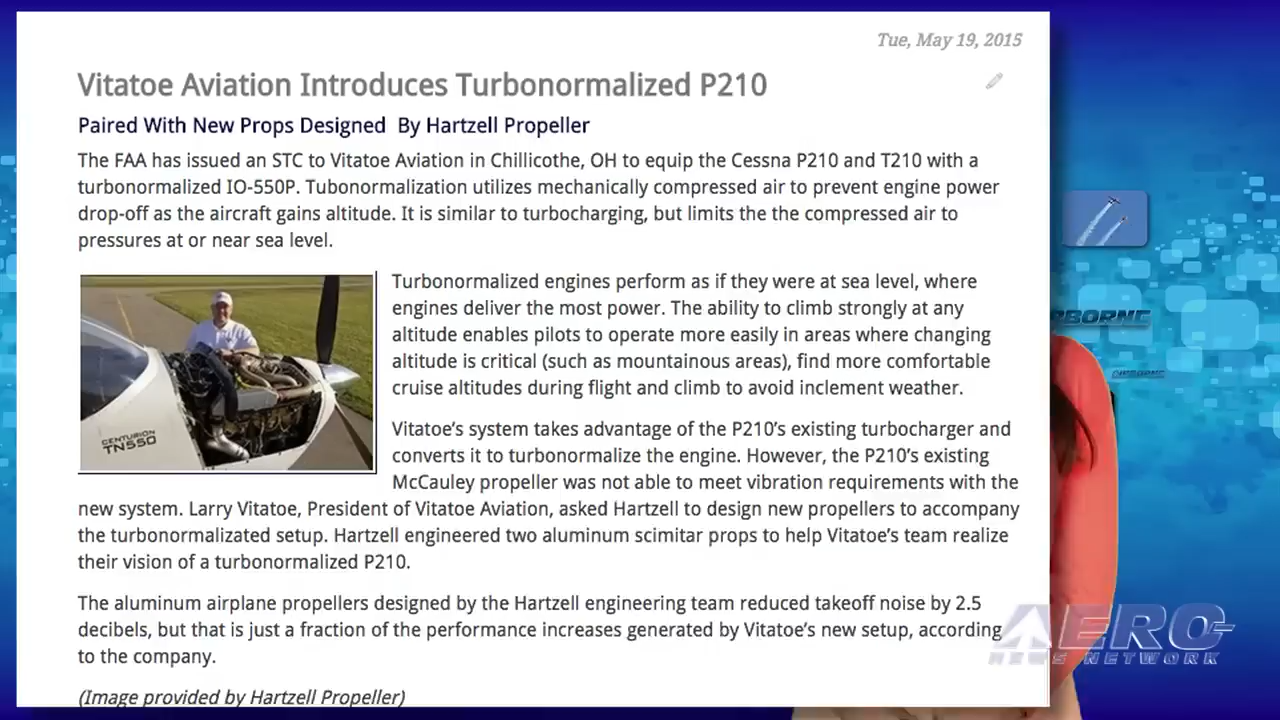 Tue, May 19, 2015
Vitatoe Aviation Introduces Turbonormalized P210
Paired With New Props Designed By Hartzell Propeller
The FAA has issued an STC to Vitatoe Aviation in Chillicothe, OH to equip the Cessna P210 and T210 with a
turbonormalized IO-550P. Tubonormalization utilizes mechanically compressed air to prevent engine power
drop-off as the aircraft gains altitude. It is similar to turbocharging, but limits the the compressed air to
pressures at or near sea level.
Turbonormalized engines perform as if they were at sea level, where
engines deliver the most power. The ability to climb strongly at any
altitude enables pilots to operate more easily in areas where changing
altitude is critical (such as mountainous areas), find more comfortable
cruise altitudes during flight and climb to avoid inclement weather.
CENTURION
TN550
Vitatoe's system takes advantage of the P210's existing turbocharger and
converts it to turbonormalize the engine. However, the P210's existing
McCauley propeller was not able to meet vibration requirements with the
new system. Larry Vitatoe, President of Vitatoe Aviation, asked Hartzell to design new propellers to accompany
the turbonormalizated setup. Hartzell engineered two aluminum scimitar props to help Vitatoe's team realize
their vision of a turbonormalized P210.
The aluminum airplane propellers designed by the Hartzell engineering team reduced takeoff noise by 2.5
decibels, but that is just a fraction of the performance increases generated by Vitatoe's new setup, according
to the company.
(Image provided by Hartzell Propeller)
AERO
NEWS NETWORK